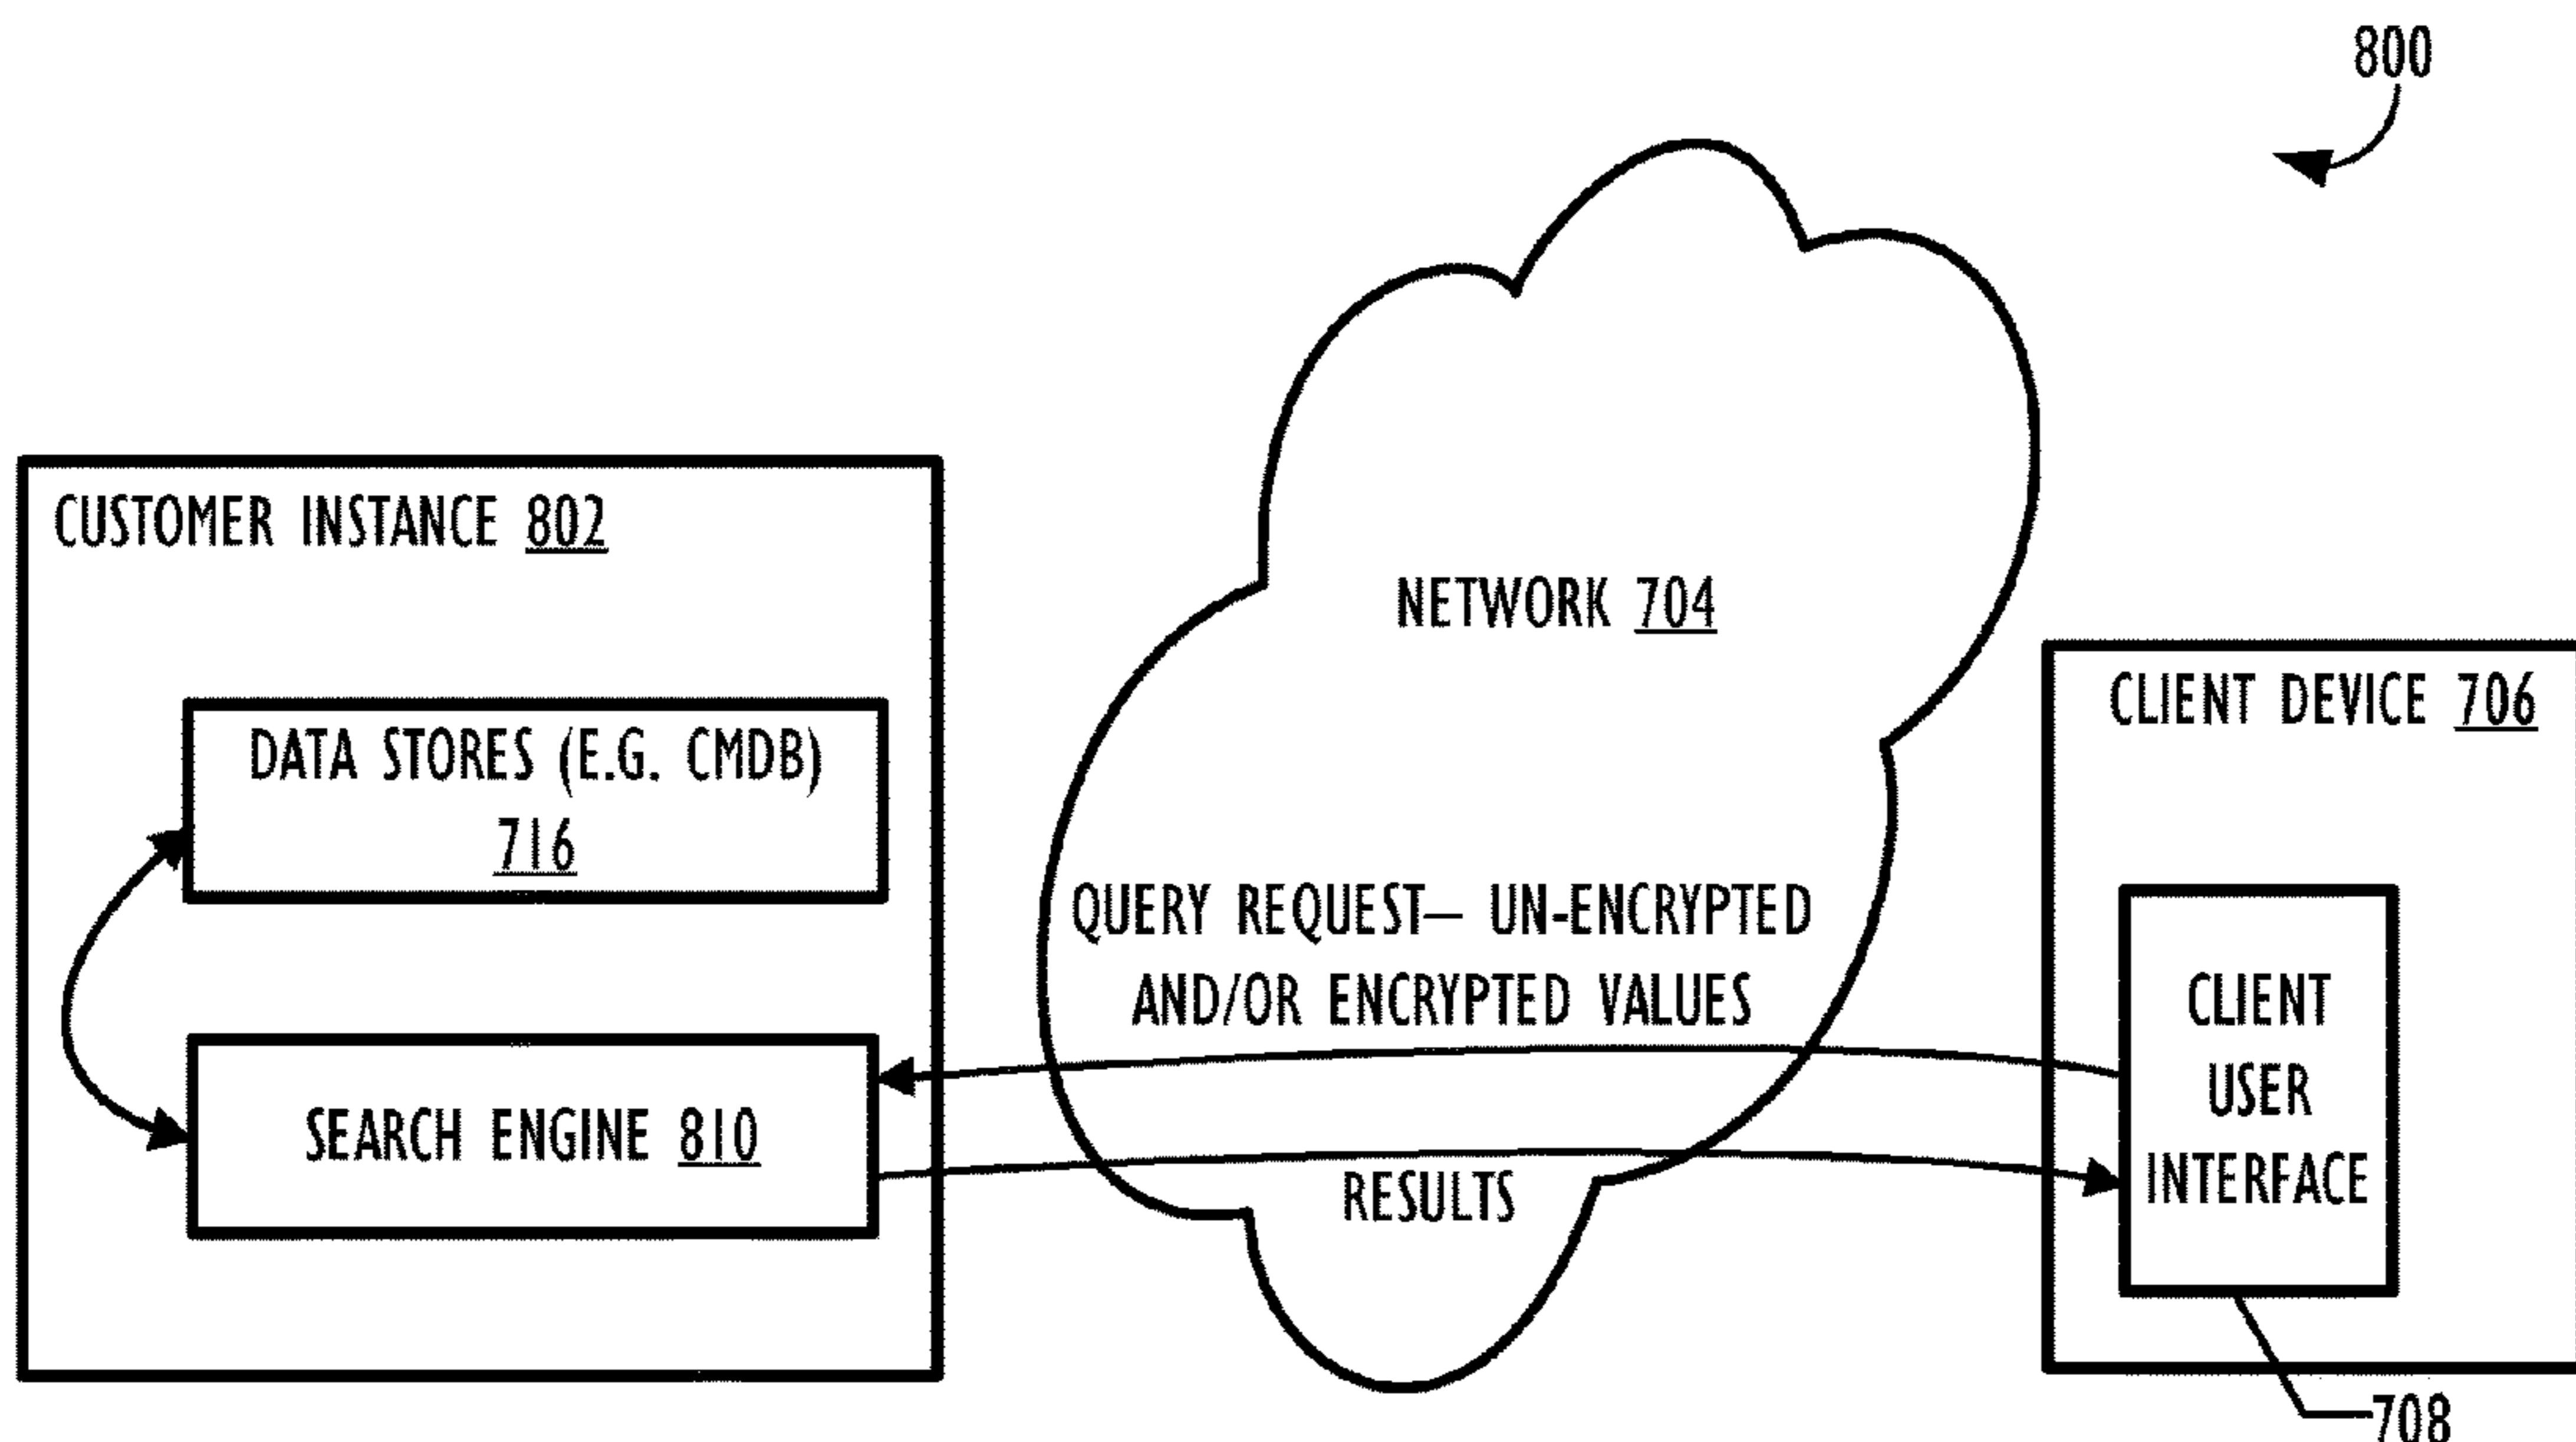 800
CUSTOMER INSTANCE 802
NETWORK 704
CLIENT DEVICE 706
DATA STORES (E.G. CMDB)
716
QUERY REQUEST— UN-ENCRYPTED
AND/OR ENCRYPTED VALUES
CLIENT
USER
INTERFACE
SEARCH ENGINE 810
RESULTS
708